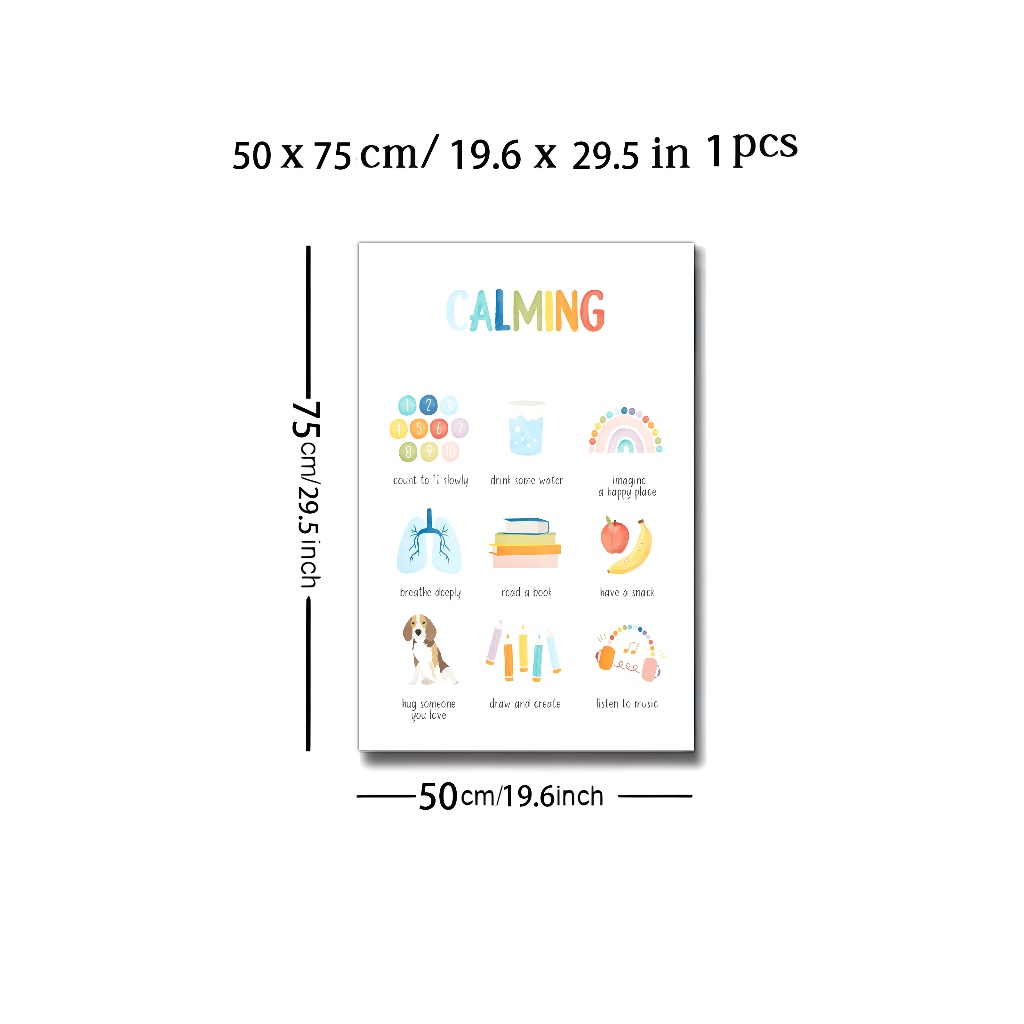 50 x 75 cm/ 19.6 x 29.5 in 1 pcs
CALMING
1 2 3
4 5 6 7
8 9 10
count to 10 slowly
drink some water
imagine
a happy place
breathe deeply
read a book
have a snack
hug someone
you love
draw and create
listen to music
75cm/29.5inch
50cm/19.6inch